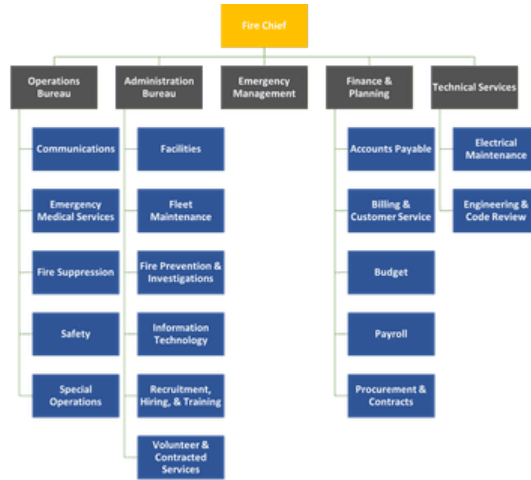 Fire Chief
Operations
Bureau
Administration
Bureau
Emergency
Management
Finance &
Planning
Technical Services
Communications
Emergency
Medical Services
Fire Suppression
Safety
Special
Operations
Facilities
Fleet
Maintenance
Fire Prevention &
Investigations
Information
Technology
Recruitment,
Hiring, & Training
Volunteer &
Contracted
Services
Accounts Payable
Billing &
Customer Service
Budget
Payroll
Procurement &
Contracts
Electrical
Maintenance
Engineering &
Code Review